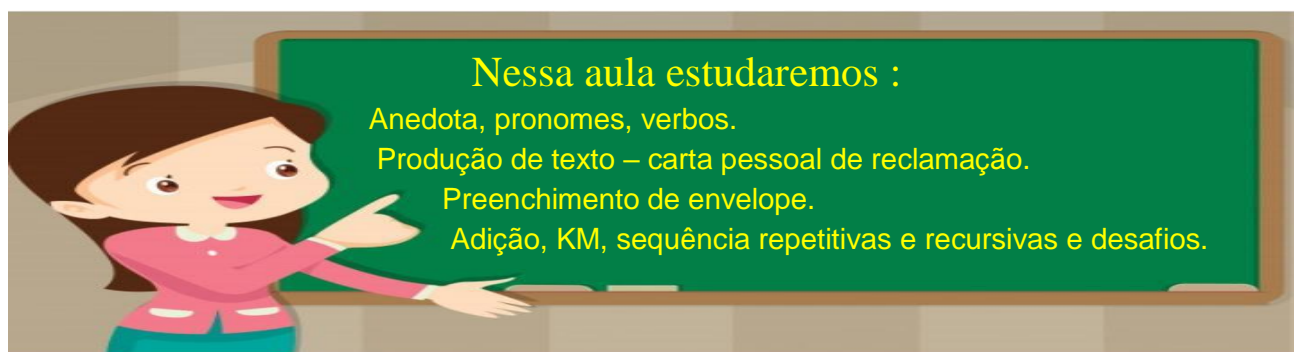 Nessa aula estudaremos :
Anedota, pronomes, verbos.
Produção de texto – carta pessoal de reclamação.
Preenchimento de envelope.
Adição, KM, sequência repetitivas e recursivas e desafios.